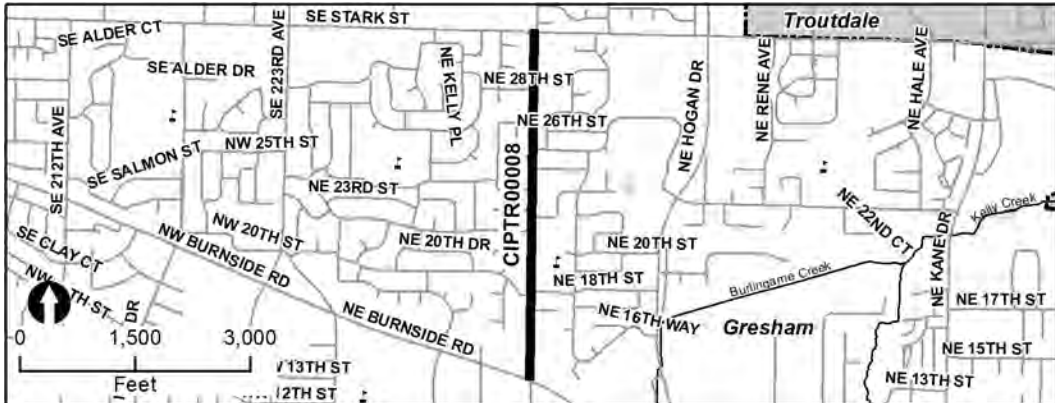 SE STARK ST
Troutdale
SE ALDER CT
SE 223RD AVE
SE ALDER DR
NE KELLY PL
NE 28TH ST
NE HOGAN DR
NE RENE AVE
NE HALE AVE
NE 26TH ST
SE 212TH AVE
NW 25TH ST
SE SALMON ST
NE 23RD ST
CIPTR00008
NE 22ND CT
Kelly Creek
NW 20TH ST
NE 20TH DR
NE 20TH ST
NE KANE DR
SE CLAY CT
NW BURNSIDE RD
NE 18TH ST
Burlingame Creek
DR
NE BURNSIDE RD
NE 16TH WAY
Gresham
NE 17TH ST
0 1,500 3,000
Feet
13TH ST
NE 15TH ST
12TH ST
NE 13TH ST